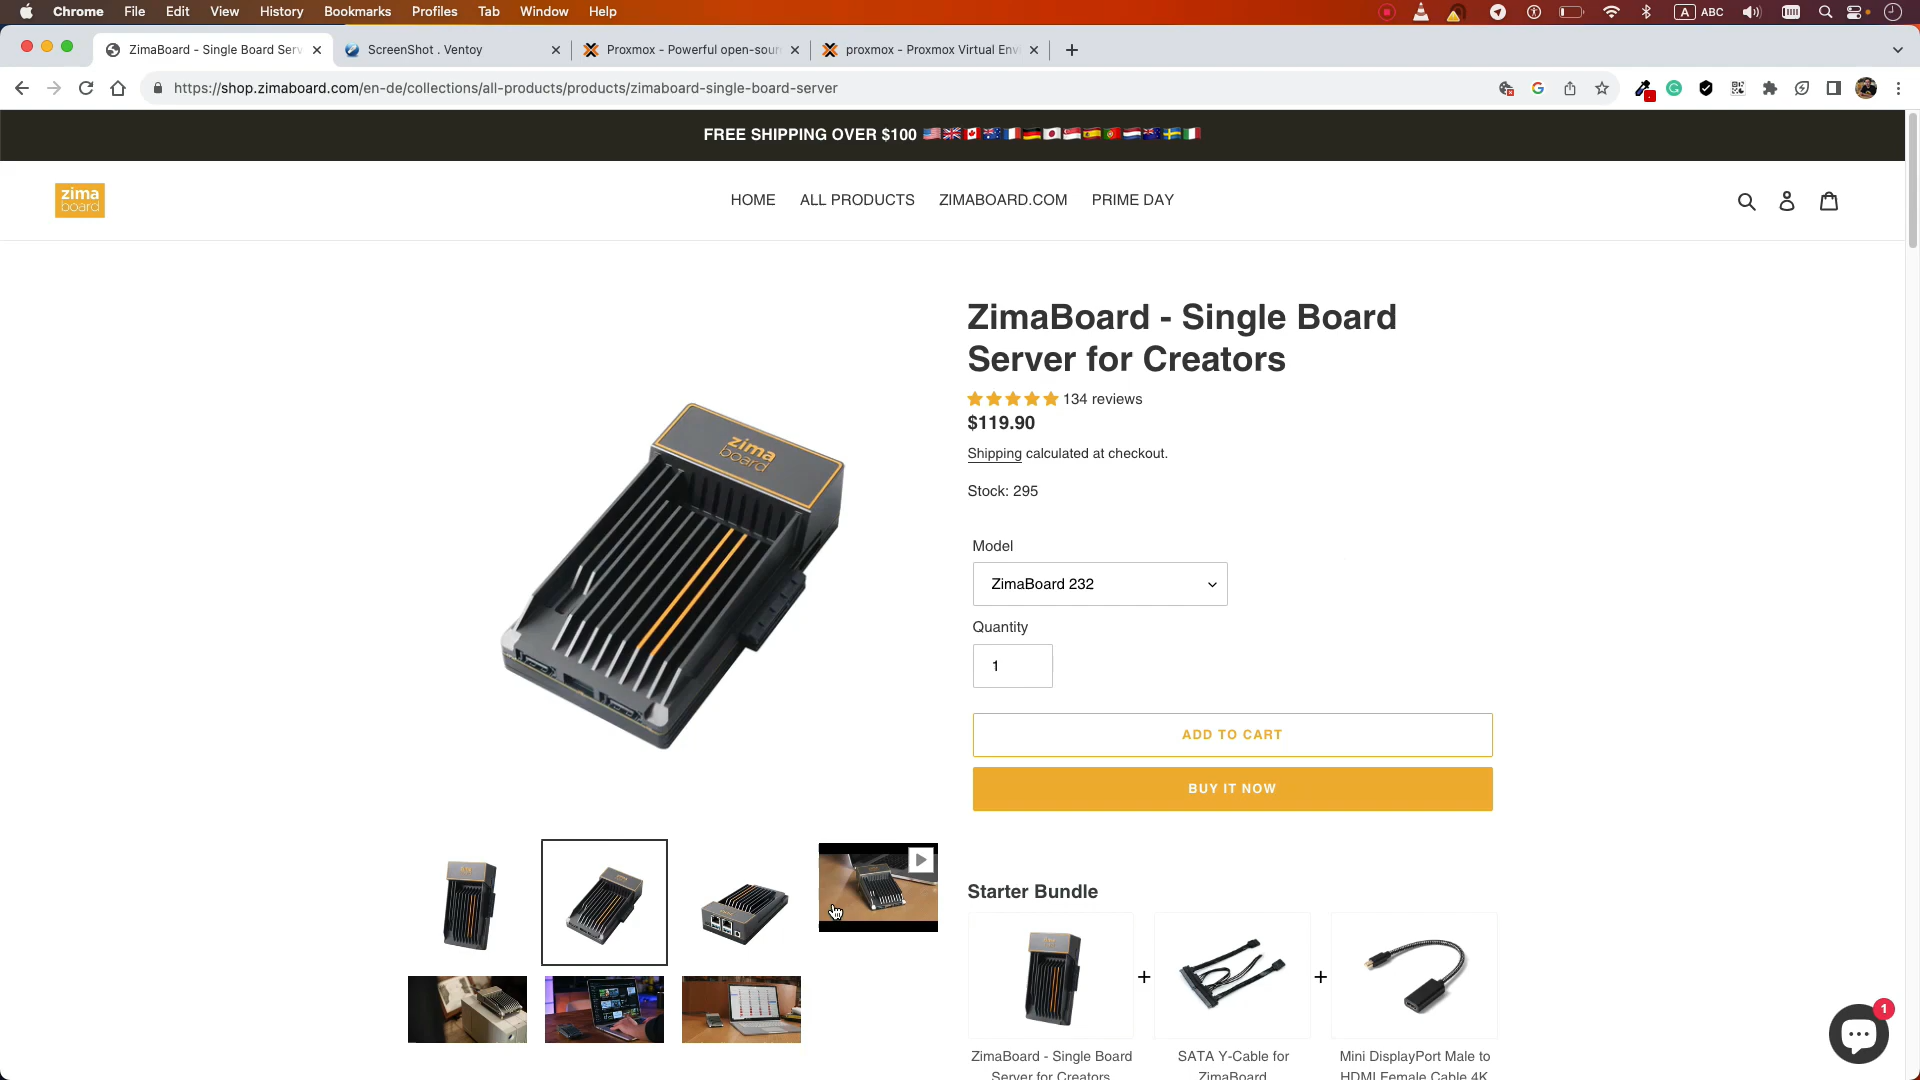 Chrome File Edit View History Bookmarks Profiles Tab Window Help
A ABC
ZimaBoard - Single Board Serv
ScreenShot . Ventoy
Proxmox - Powerful open-sour
proxmox - Proxmox Virtual Envi
https://shop.zimaboard.com/en-de/collections/all-products/products/zimaboard-single-board-server
FREE SHIPPING OVER $100
zima
board
HOME ALL PRODUCTS ZIMABOARD.COM PRIME DAY
ZimaBoard - Single Board
Server for Creators
134 reviews
$119.90
Shipping calculated at checkout.
Stock: 295
zima
board
Model
ZimaBoard 232
Quantity
1
ADD TO CART
BUY IT NOW
Starter Bundle
+
+
ZimaBoard - Single Board
Server for Creators
SATA Y-Cable for
ZimaBoard
Mini DisplayPort Male to
HDMI Female Cable 4K
1